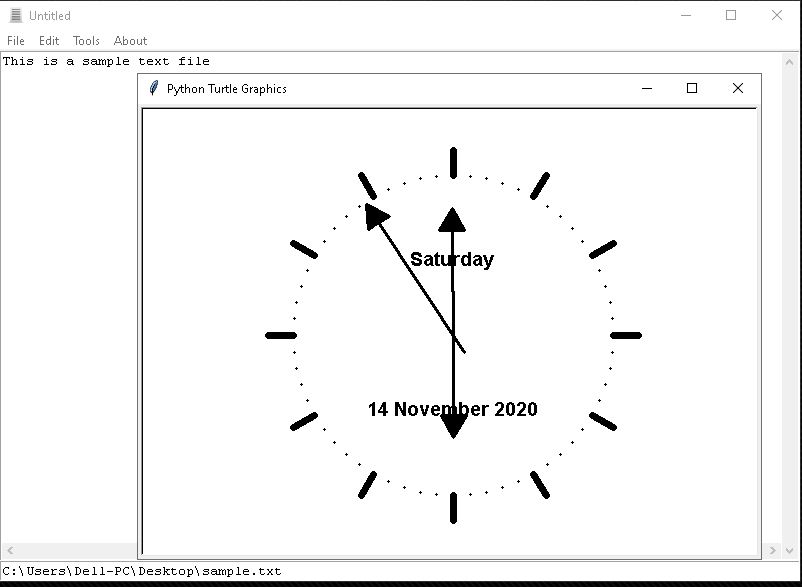 Untitled
File Edit Tools About
This is a sample text file
Python Turtle Graphics
Saturday
14 November 2020
C:\Users\Dell-PC\Desktop\sample.txt